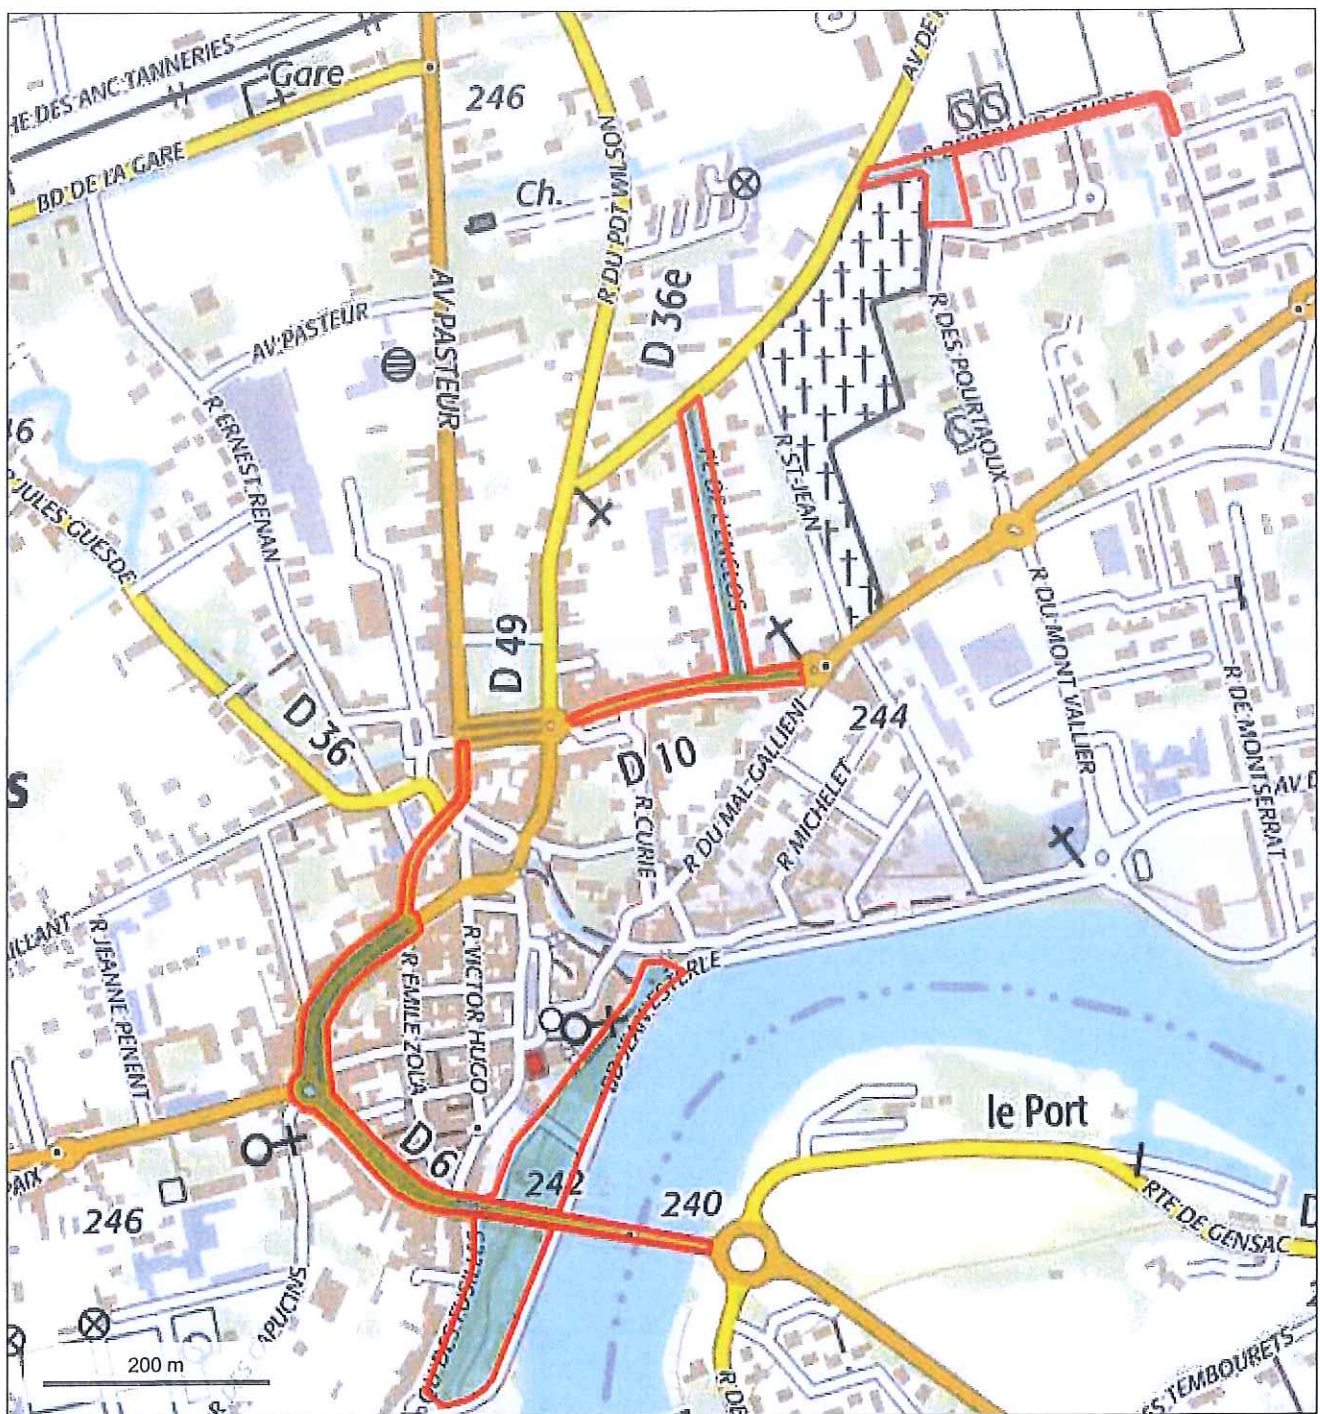 HE DES ANC TANNERIES
Gare
246
AV DE
BD DE LA GARE
Ch.
R DU PDT WILSON
D 36e
AV PASTEUR
AV PASTEUR
R DES POURTAOUX
R ERNEST RENAN
R ST-JEAN
JULES GUESDE
D 49
D 36
D 10
244
R DU MONT VALLIER
R DE MONTSERRAT
AV D
R CURIE
R DU MAL GALLIENI
R MICHELET
S
AILLANT
R JEANNE PENENT
R EMILE ZOLA
R VICTOR HUGO
ERLE
le Port
D 6
242
240
PAIX
246
RTE DE GENSAC
D
APUCINS
200 m
R DE
S TEMBOURETS